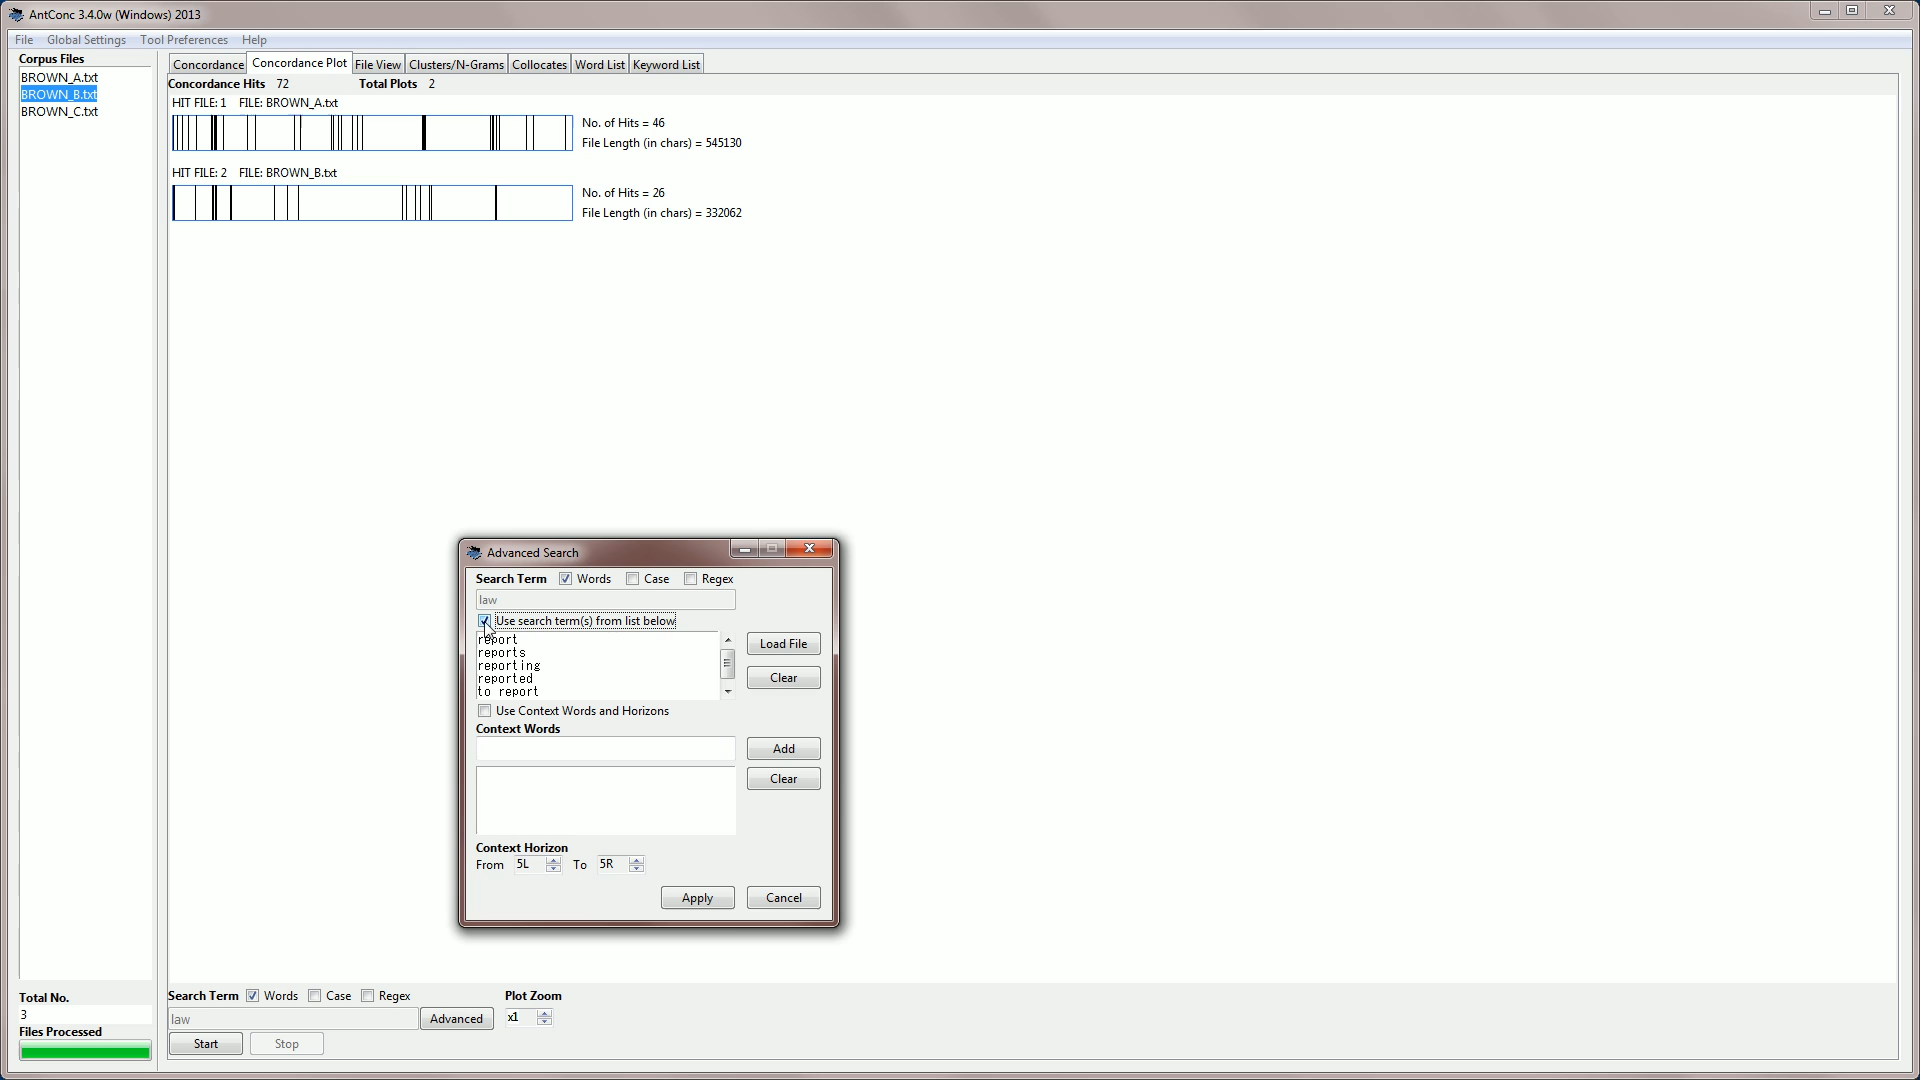 AntConc 3.4.0w (Windows) 2013
File Global Settings Tool Preferences Help
Corpus Files
BROWN_A.txt
BROWN_B.txt
BROWN_C.txt
Concordance Concordance Plot File View Clusters/N-Grams Collocates Word List Keyword List
Concordance Hits 72 Total Plots 2
HIT FILE: 1 FILE: BROWN_A.txt
No. of Hits = 46
File Length (in chars) = 545130
HIT FILE: 2 FILE: BROWN_B.txt
No. of Hits = 26
File Length (in chars) = 332062
Advanced Search
Search Term Words Case Regex
law
Use search term(s) from list below
report
reports
reporting
reported
to report
Load File
Clear
Use Context Words and Horizons
Context Words
Add
Clear
Context Horizon
From 5L To 5R
Apply Cancel
Total No.
3
Files Processed
Search Term Words Case Regex Plot Zoom
law Advanced x1
Start Stop